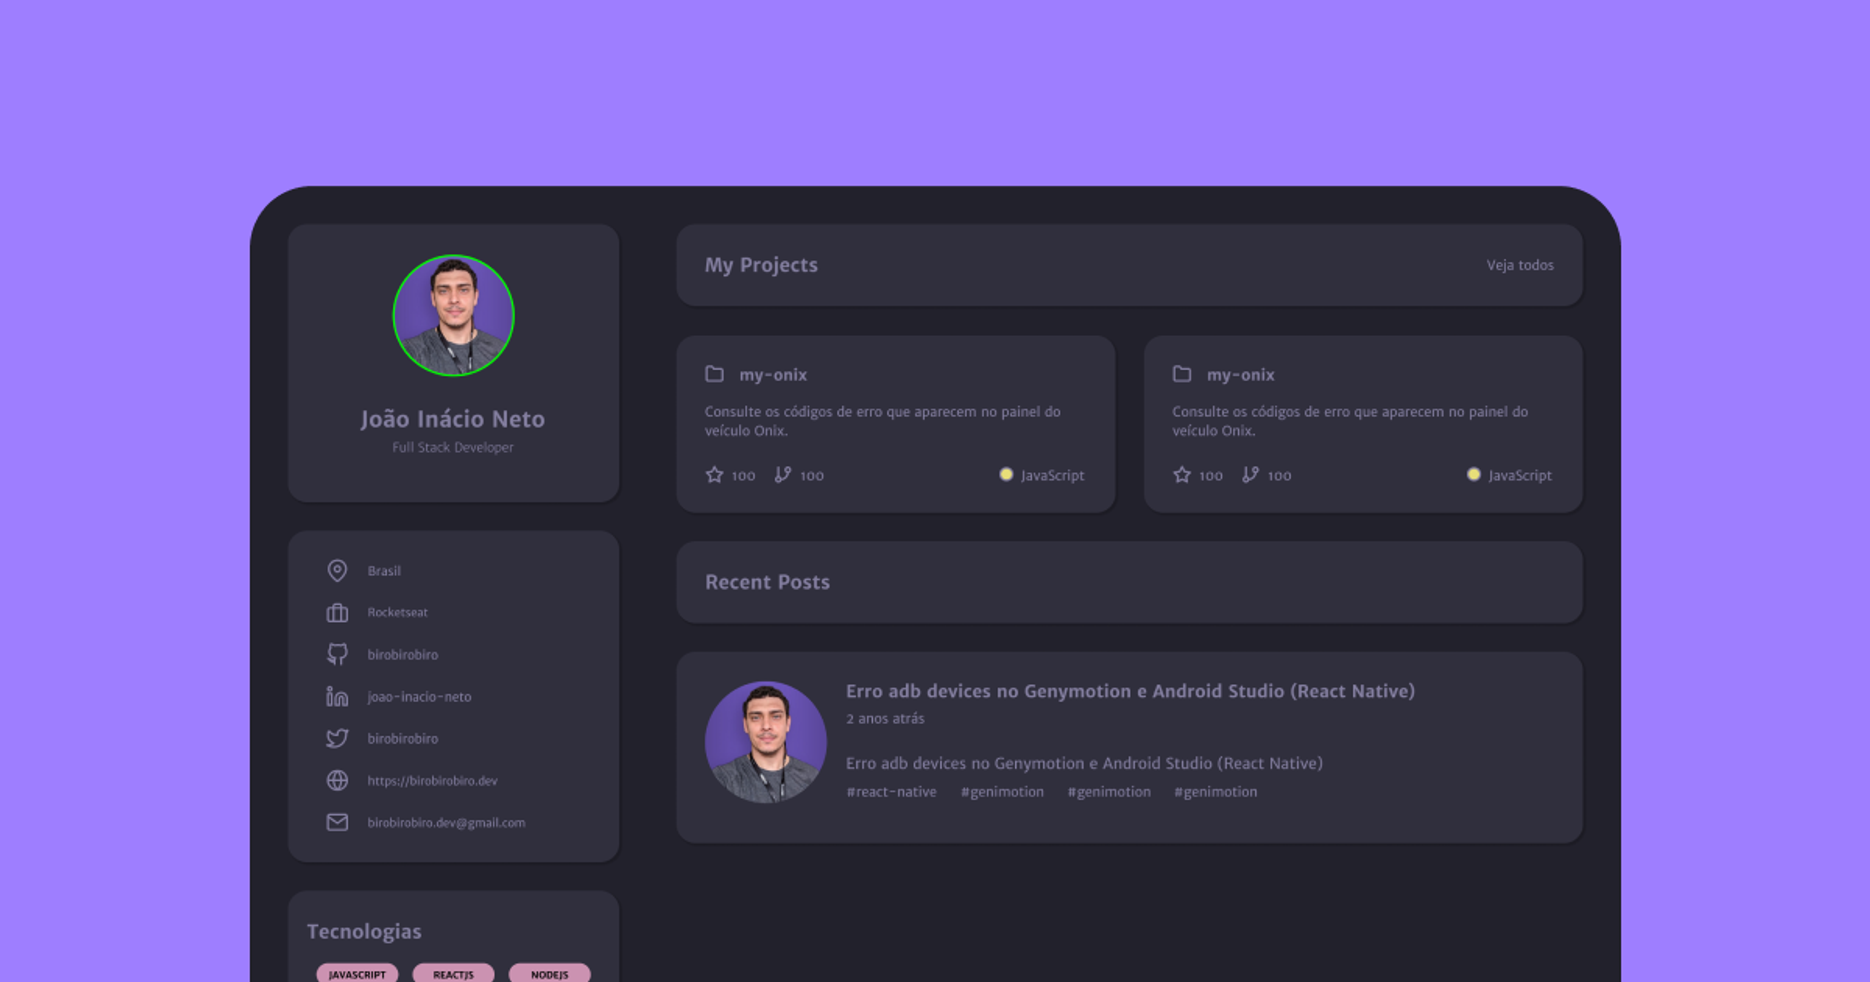 João Inácio Neto
Full Stack Developer
Brasil
Rocketseat
birobirobiro
joao-inacio-neto
birobirobiro
https://birobirobiro.dev
birobirobiro.dev@gmail.com
Tecnologias
JAVASCRIPT REACTJS NODEJS
My Projects Veja todos
my-onix
Consulte os códigos de erro que aparecem no painel do
veículo Onix.
100 100 JavaScript
my-onix
Consulte os códigos de erro que aparecem no painel do
veículo Onix.
100 100 JavaScript
Recent Posts
Erro adb devices no Genymotion e Android Studio (React Native)
2 anos atrás
Erro adb devices no Genymotion e Android Studio (React Native)
#react-native #genimotion #genimotion #genimotion